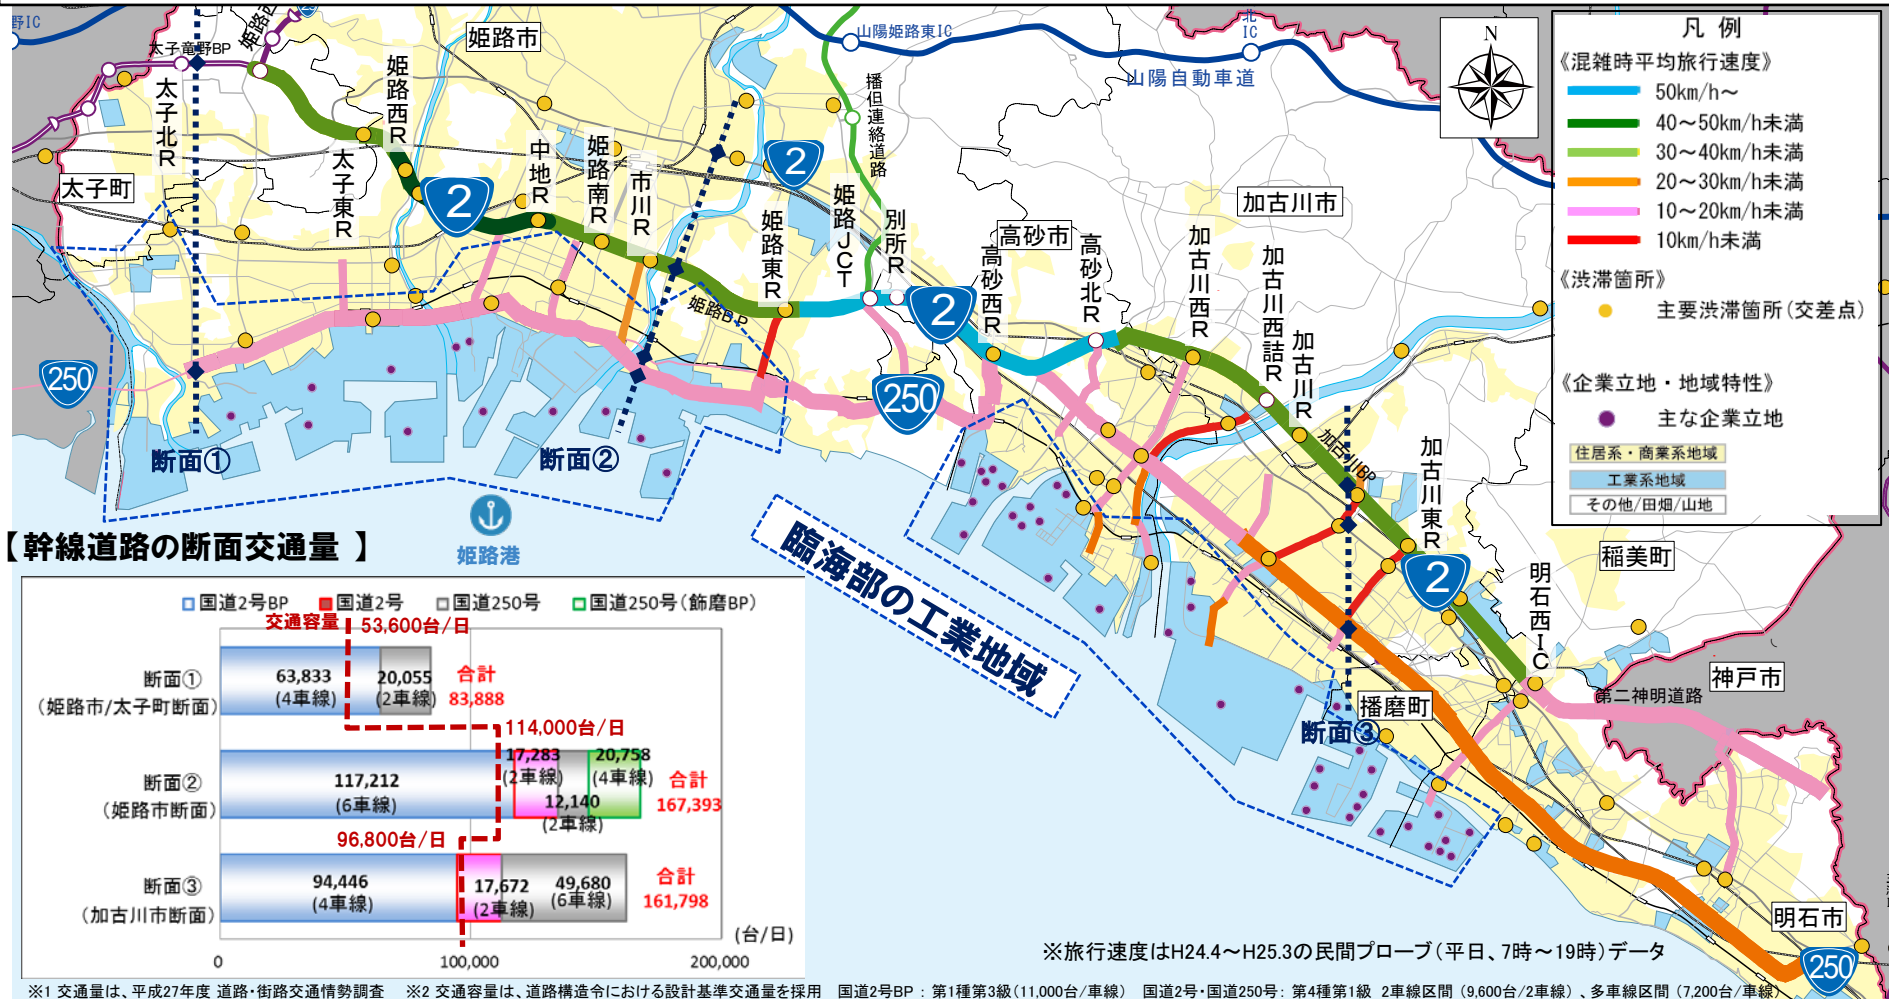 野IC
太子竜野BP
姫路西
姫路市
山陽姫路東IC
北
IC
山陽自動車道
播但連絡道路
太子北R
姫路西R
太子東R
太子町
中地R
姫路南R
市川R
姫路東R
姫路JCT
別所R
高砂市
高砂西R
高砂北R
加古川市
加古川西R
加古川西詰R
加古川R
加古川BP
加古川東R
姫路BP
2
2
2
2
250
250
250
断面①
断面②
断面③
姫路港
臨海部の工業地域
稲美町
明石西IC
神戸市
第二神明道路
播磨町
明石市
N
凡 例
《混雑時平均旅行速度》
50km/h～
40～50km/h未満
30～40km/h未満
20～30km/h未満
10～20km/h未満
10km/h未満
《渋滞箇所》
主要渋滞箇所(交差点)
《企業立地・地域特性》
主な企業立地
住居系・商業系地域
工業系地域
その他/田畑/山地
【幹線道路の断面交通量 】
国道2号BP 国道2号 国道250号 国道250号(飾磨BP)
交通容量 53,600台/日
断面①
(姫路市/太子町断面)
63,833
(4車線)
20,055
(2車線)
合計
83,888
114,000台/日
断面②
(姫路市断面)
117,212
(6車線)
17,283
(2車線)
12,140
(2車線)
20,758
(4車線)
合計
167,393
96,800台/日
断面③
(加古川市断面)
94,446
(4車線)
17,672
(2車線)
49,680
(6車線)
合計
161,798
(台/日)
0 100,000 200,000
※旅行速度はH24.4～H25.3の民間プローブ(平日、7時～19時)データ
※1 交通量は、平成27年度 道路・街路交通情勢調査 ※2 交通容量は、道路構造令における設計基準交通量を採用 国道2号BP : 第1種第3級(11,000台/車線) 国道2号・国道250号: 第4種第1級 2車線区間 (9,600台/2車線) 、多車線区間 (7,200台/車線)